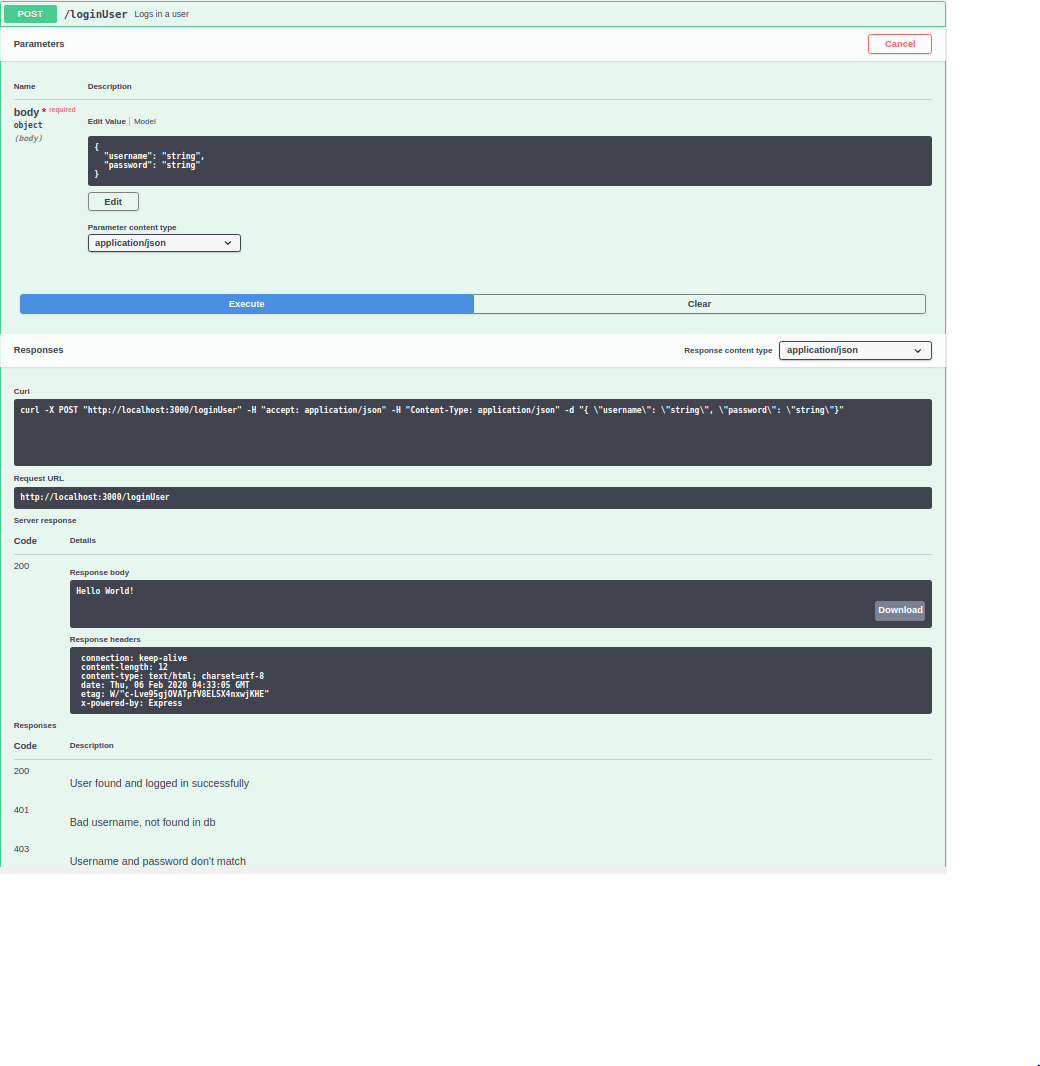 POST /loginUser Logs in a user
Parameters Cancel
Name Description
body * required
object
(body)
Edit Value | Model
{
  "username": "string",
  "password": "string"
}
Edit
Parameter content type
application/json
Execute Clear
Responses Response content type application/json
Curl
curl -X POST "http://localhost:3000/loginUser" -H "accept: application/json" -H "Content-Type: application/json" -d "{ \"username\": \"string\", \"password\": \"string\"}"
Request URL
http://localhost:3000/loginUser
Server response
Code Details
200
Response body
Hello World!
Download
Response headers
connection: keep-alive
content-length: 12
content-type: text/html; charset=utf-8
date: Thu, 06 Feb 2020 04:33:05 GMT
etag: W/"c-Lve95gjOVATpfV8EL5X4nxwjKHE"
x-powered-by: Express
Responses
Code Description
200
User found and logged in successfully
401
Bad username, not found in db
403
Username and password don't match